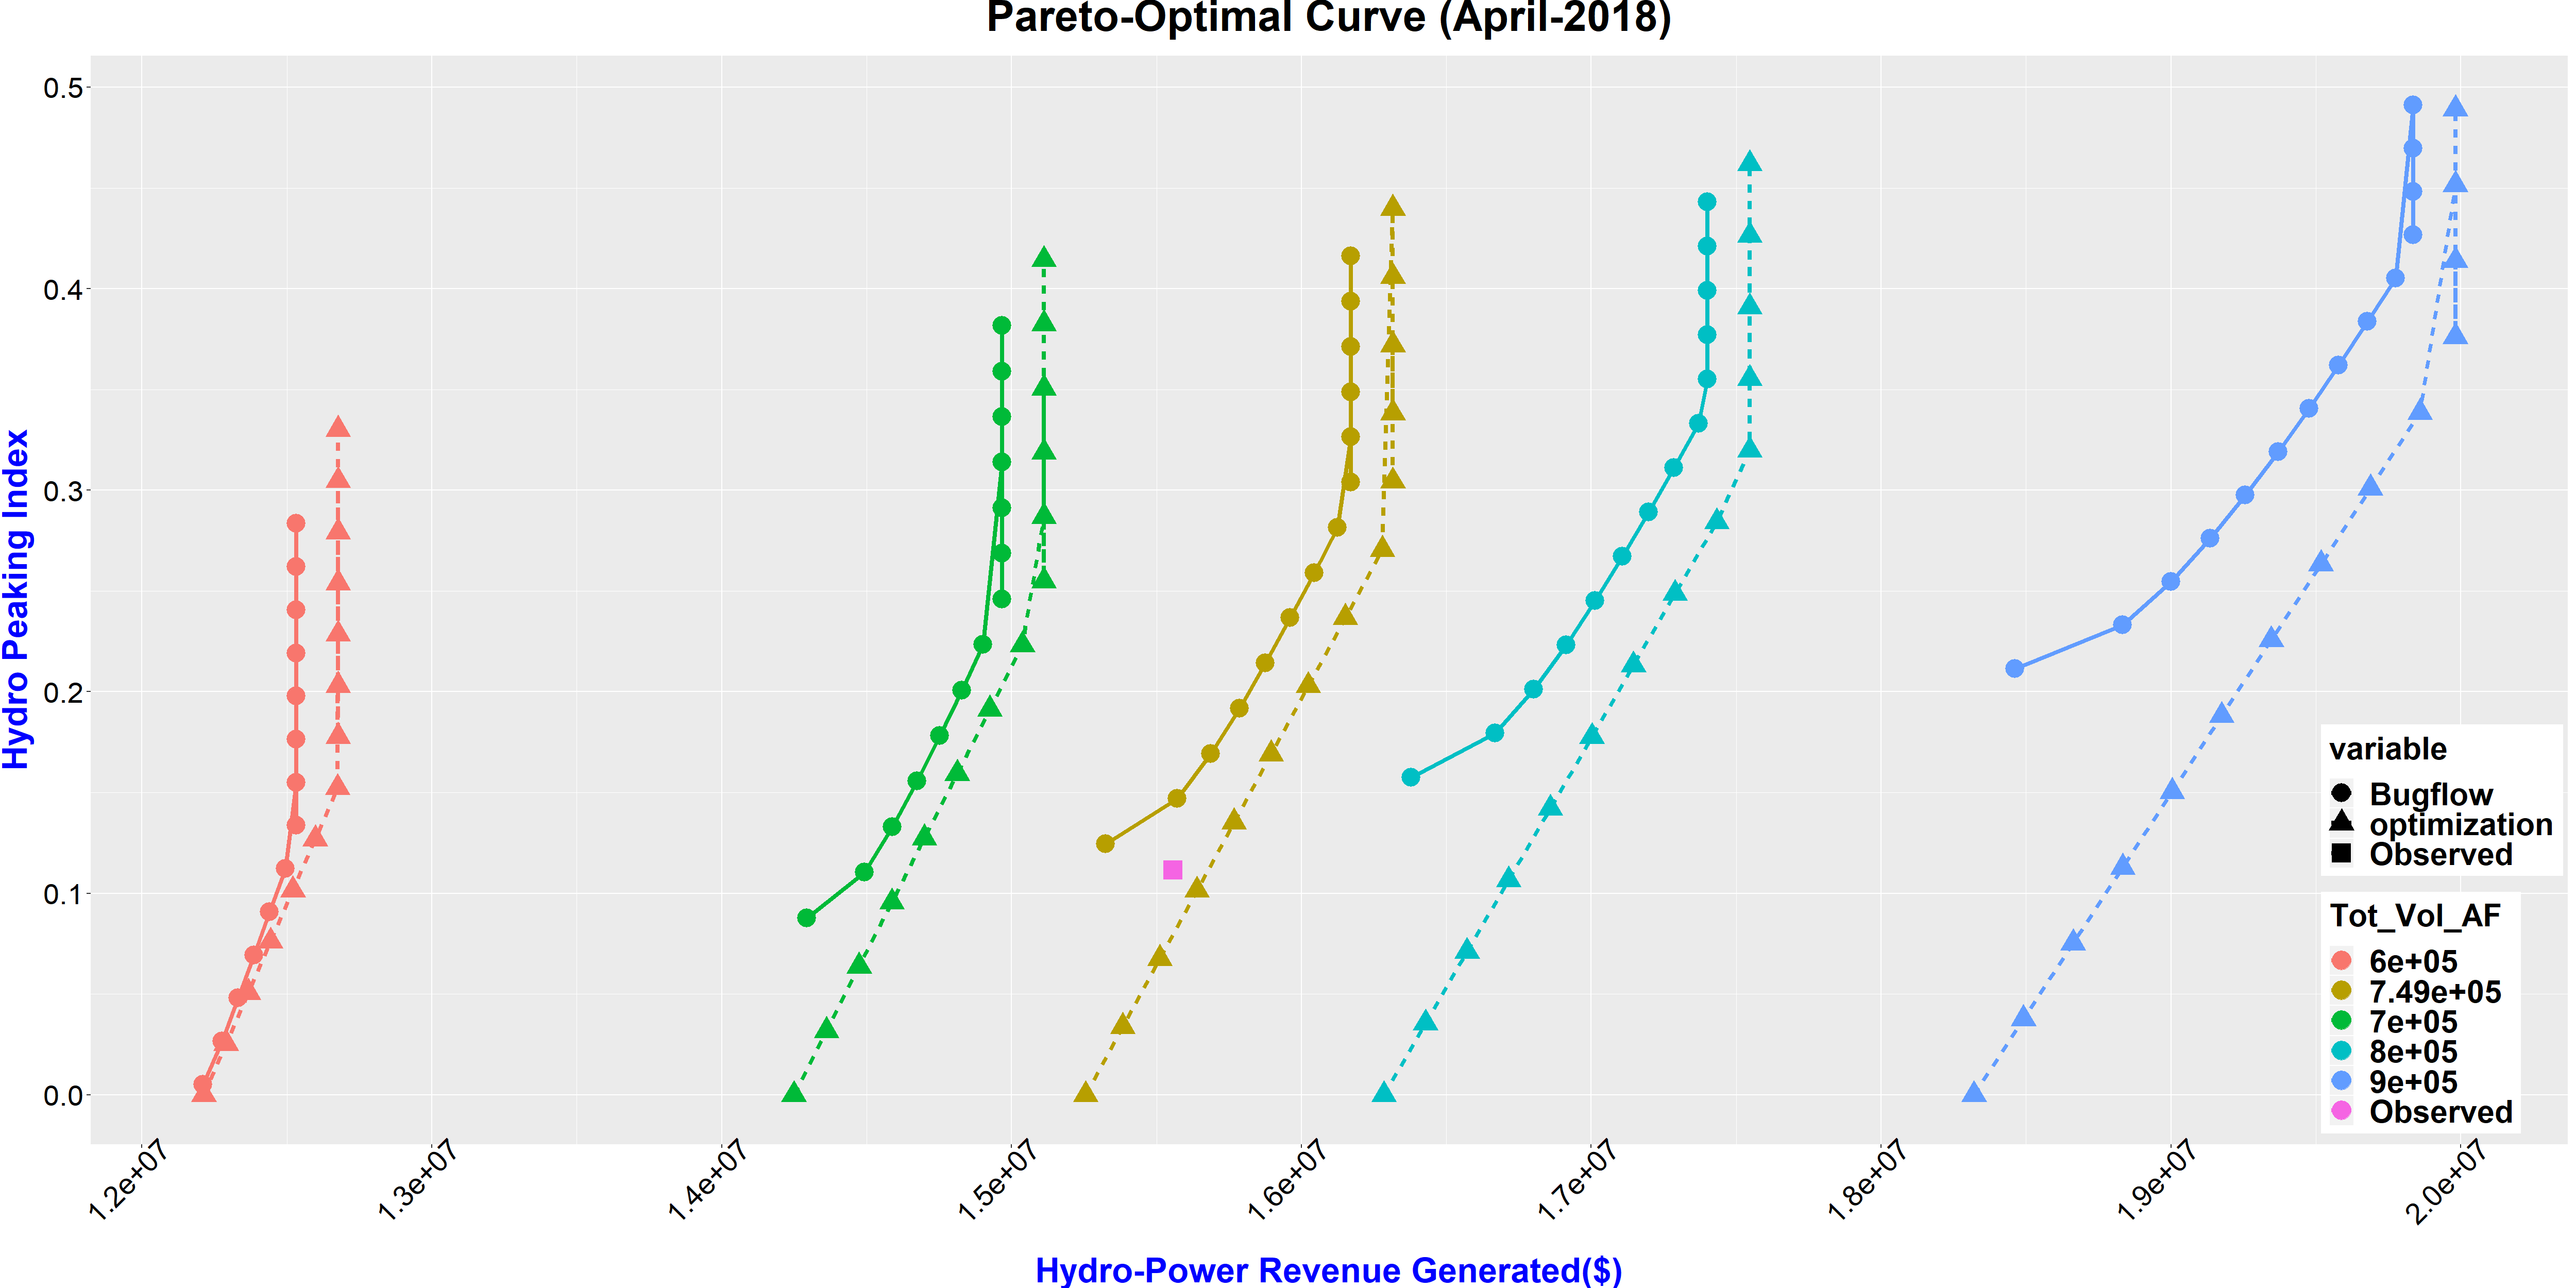 Pareto-Optimal Curve (April-2018)
0.5
0.4
0.3
0.2
0.1
0.0
Hydro Peaking Index
1.2e+07
1.3e+07
1.4e+07
1.5e+07
1.6e+07
1.7e+07
1.8e+07
1.9e+07
2.0e+07
Hydro-Power Revenue Generated($)
variable
Bugflow
optimization
Observed
Tot_Vol_AF
6e+05
7.49e+05
7e+05
8e+05
9e+05
Observed